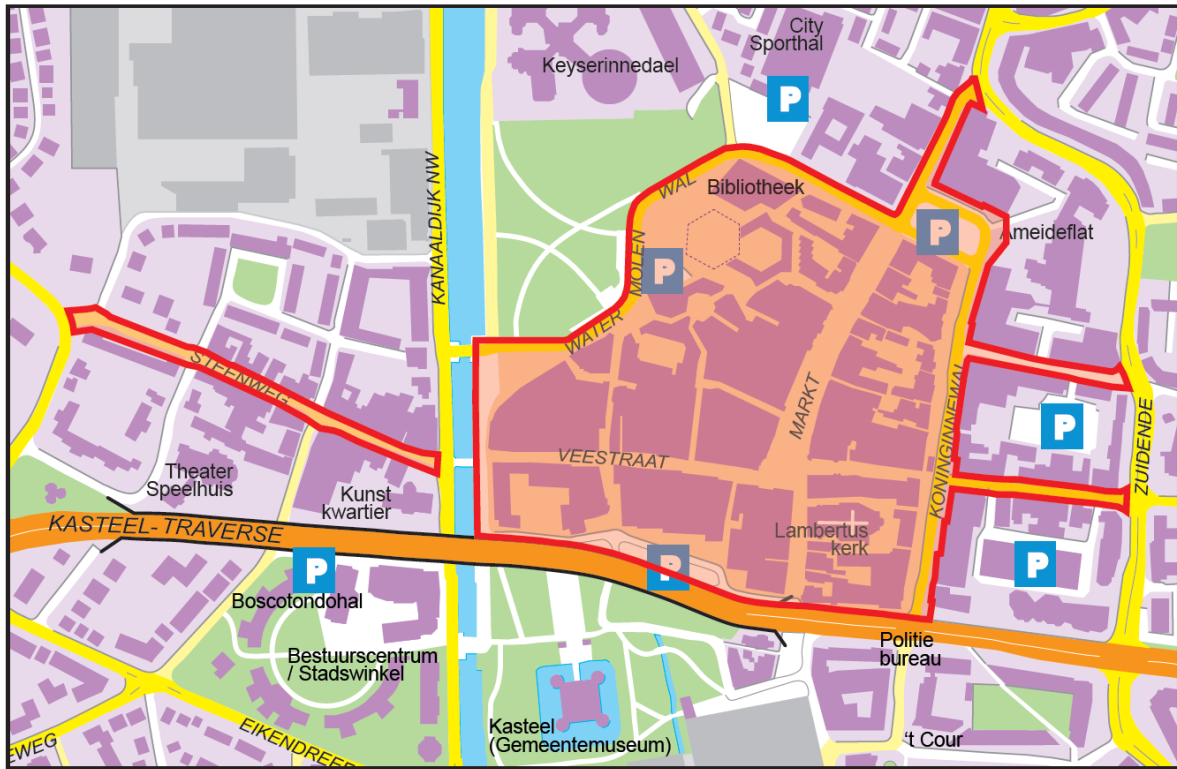 City
Sporthal
P
Keyserinnedael
KANAALDIJK NW
WAL
Bibliotheek
MOLEN
WATER
P
P
Ameideflat
STEENWEG
MARKT
KONINGINNEWAL
ZUIDENDE
P
VEESTRAAT
Theater
Speelhuis
Kunst
kwartier
KASTEEL- TRAVERSE
Lambertus
kerk
P
P
P
Boscotondohal
Bestuurscentrum
/ Stadswinkel
Politie
bureau
EIKENDREEF
Kasteel
(Gemeentemuseum)
't Cour
EWEG